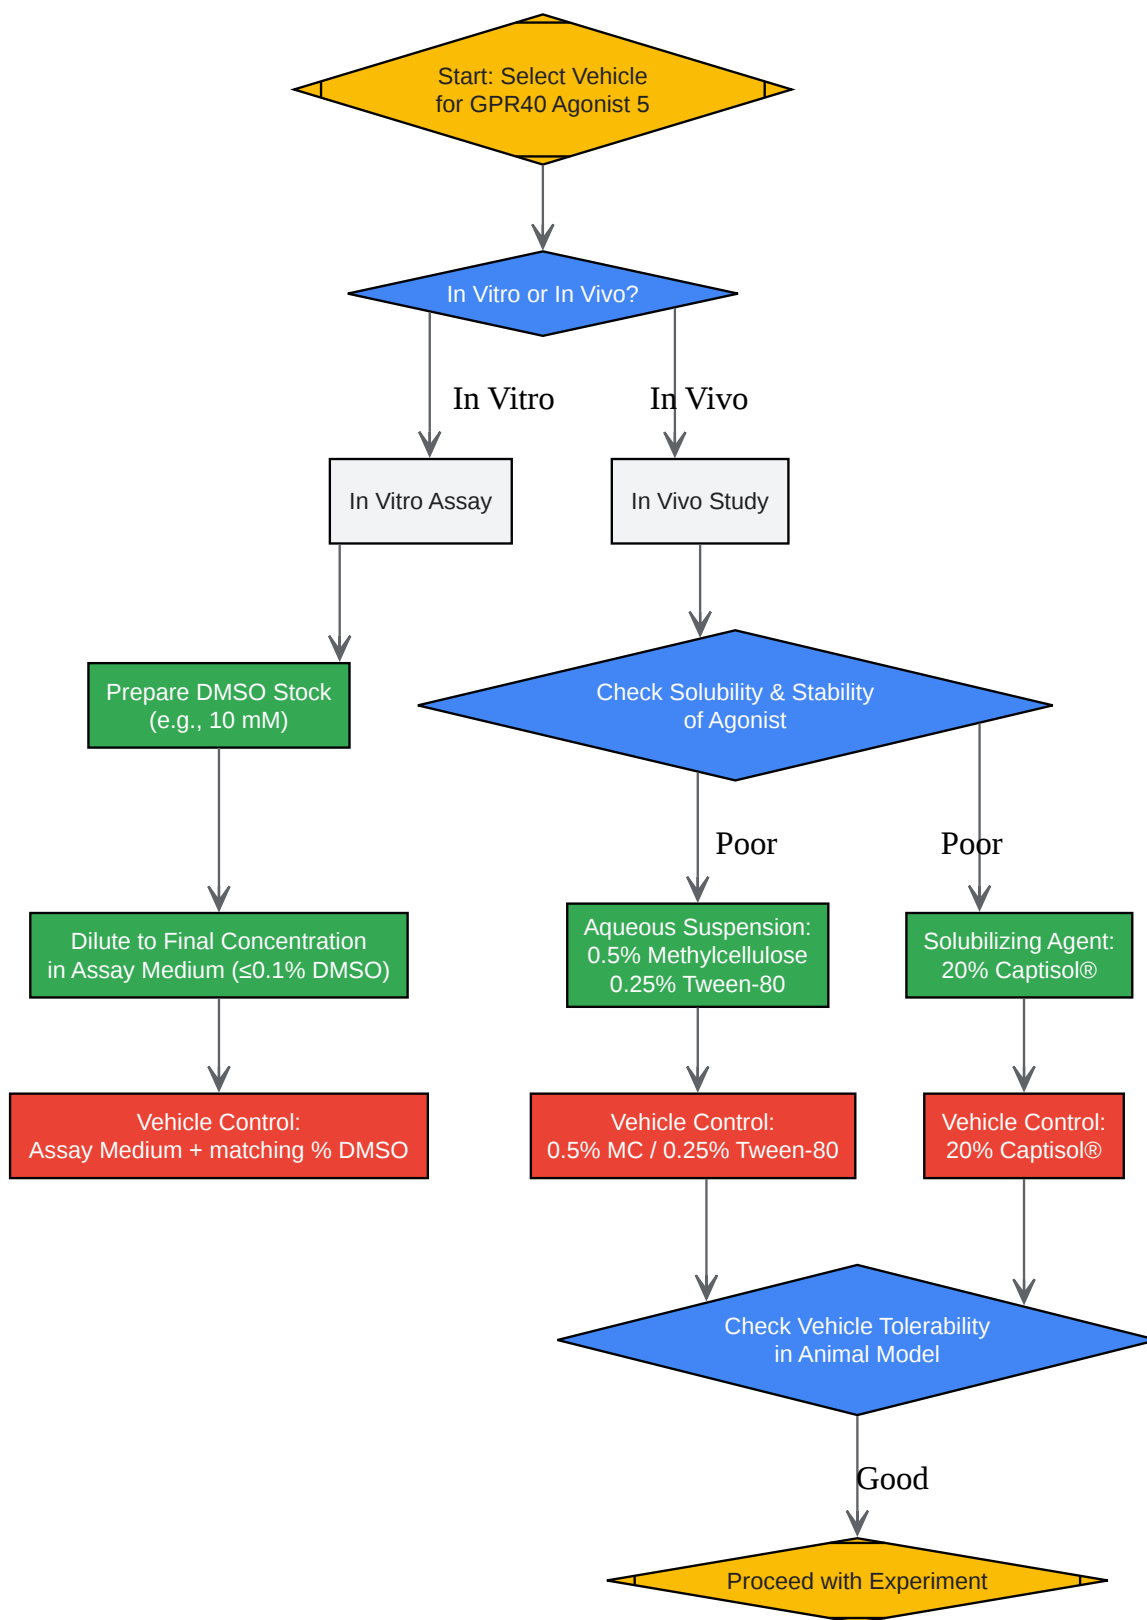 Start: Select Vehicle
for GPR40 Agonist 5
In Vitro or In Vivo?
In Vitro
In Vivo
In Vitro Assay
In Vivo Study
Prepare DMSO Stock
(e.g., 10 mM)
Check Solubility & Stability
of Agonist
Poor
Poor
Dilute to Final Concentration
in Assay Medium (≤0.1% DMSO)
Aqueous Suspension:
0.5% Methylcellulose
0.25% Tween-80
Solubilizing Agent:
20% Captisol®
Vehicle Control:
Assay Medium + matching % DMSO
Vehicle Control:
0.5% MC / 0.25% Tween-80
Vehicle Control:
20% Captisol®
Check Vehicle Tolerability
in Animal Model
Good
Proceed with Experiment